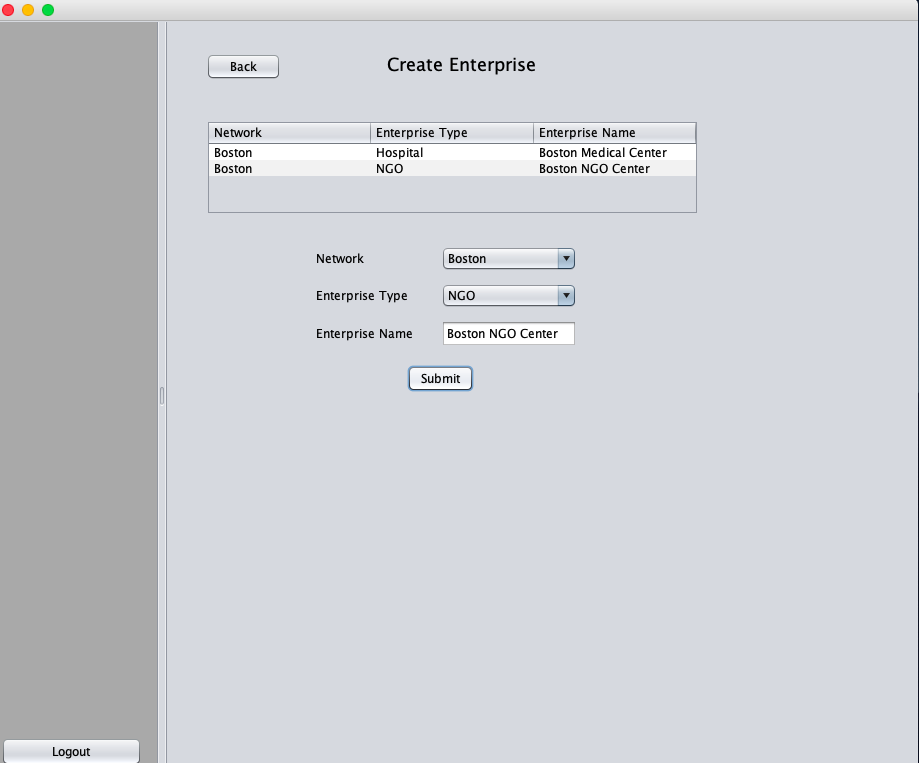 Back Create Enterprise
Network Enterprise Type Enterprise Name
Boston Hospital Boston Medical Center
Boston NGO Boston NGO Center
Network Boston
Enterprise Type NGO
Enterprise Name Boston NGO Center
Submit
Logout